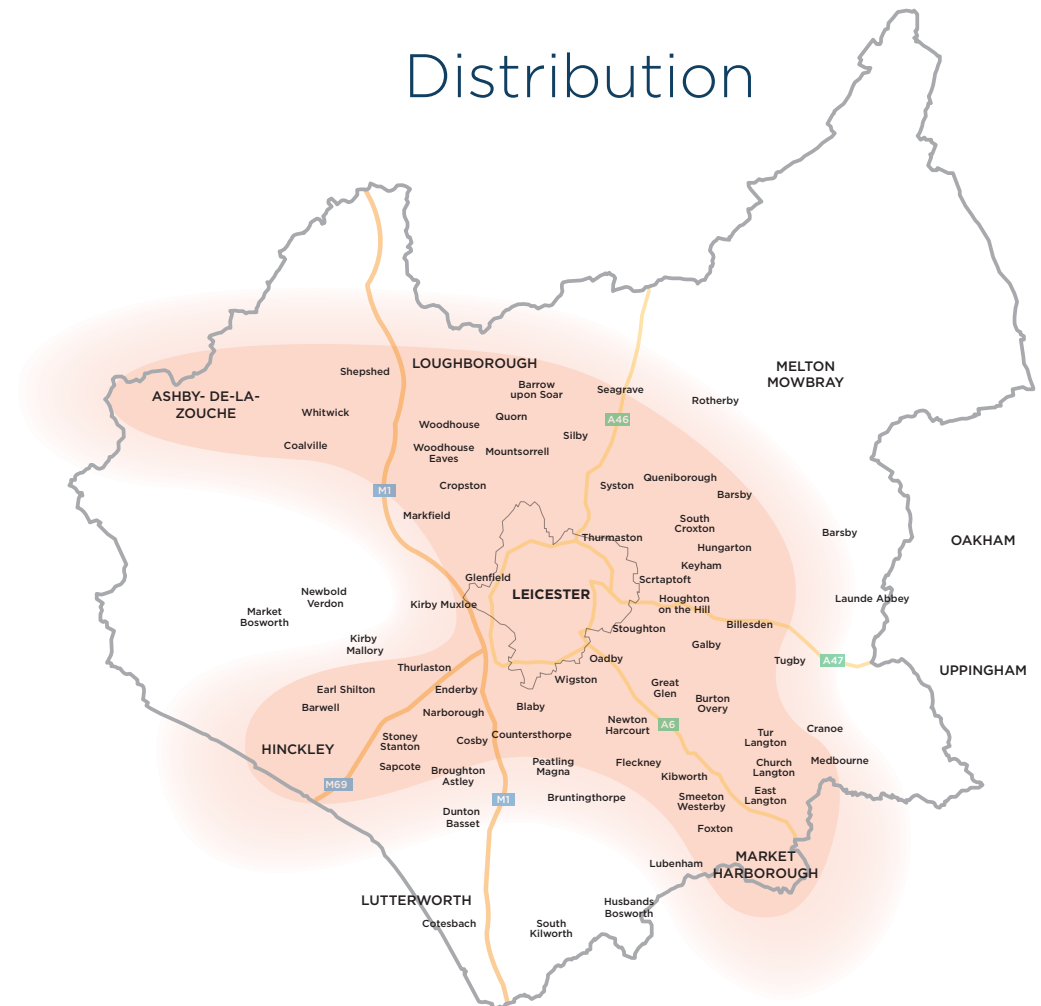 Distribution
LOUGHBOROUGH
Shepshed
MELTON
MOWBRAY
ASHBY- DE-LA-
ZOUCHE
Barrow
upon Soar
Seagrave
Rotherby
Whitwick
Quorn
A46
Woodhouse
Silby
Coalville
Woodhouse
Eaves
Mountsorrell
Cropston
Syston
Queniborough
Barsby
M1
Markfield
South
Croxton
Thurmaston
Barsby
OAKHAM
Hungarton
Keyham
Glenfield
Scrtaptoft
LEICESTER
Newbold
Verdon
Kirby Muxloe
Houghton
on the Hill
Launde Abbey
Market
Bosworth
Stoughton
Billesden
Kirby
Mallory
Galby
Thurlaston
Oadby
Tugby
A47
UPPINGHAM
Wigston
Earl Shilton
Enderby
Great
Glen
Barwell
Narborough
Blaby
Burton
Overy
Newton
Harcourt
A6
Cranoe
HINCKLEY
Stoney
Stanton
Cosby
Countersthorpe
Tur
Langton
Sapcote
Broughton
Astley
Peatling
Magna
Fleckney
Kibworth
Church
Langton
Medbourne
M69
M1
Bruntingthorpe
Smeeton
Westerby
East
Langton
Dunton
Basset
Foxton
Lubenham
MARKET
HARBOROUGH
LUTTERWORTH
Husbands
Bosworth
Cotesbach
South
Kilworth